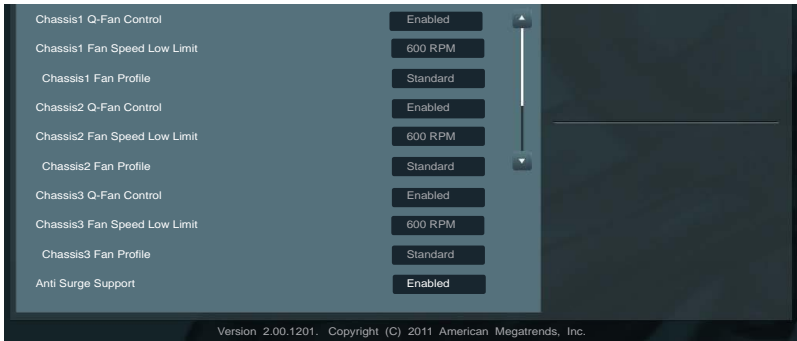 Chassis1 Q-Fan Control Enabled
Chassis1 Fan Speed Low Limit 600 RPM
Chassis1 Fan Profile Standard
Chassis2 Q-Fan Control Enabled
Chassis2 Fan Speed Low Limit 600 RPM
Chassis2 Fan Profile Standard
Chassis3 Q-Fan Control Enabled
Chassis3 Fan Speed Low Limit 600 RPM
Chassis3 Fan Profile Standard
Anti Surge Support Enabled
Version 2.00.1201. Copyright (C) 2011 American Megatrends, Inc.